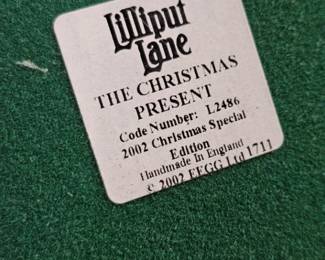 Lilliput
Lane
THE CHRISTMAS
PRESENT
Code Number: L2486
2002 Christmas Special
Edition
Handmade In England
© 2002 EFGG Ltd 1711